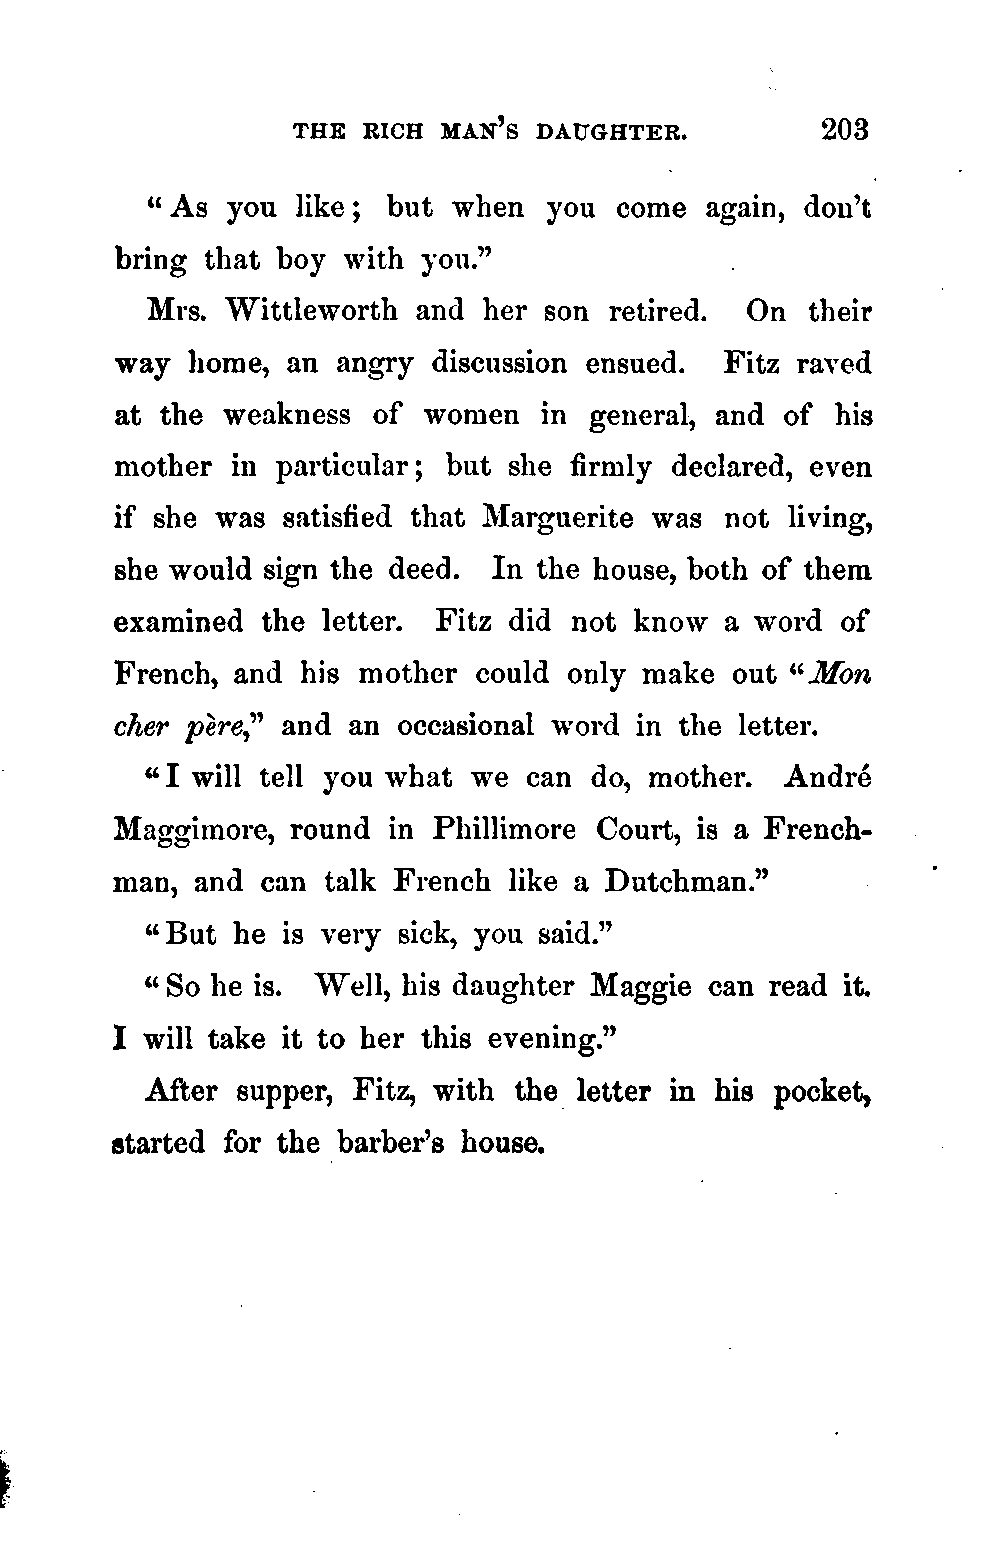 THE RICH MAN'S DAUGHTER. 203
“As you like; but when you come again, don't
bring that boy with you.”
Mrs. Wittleworth and her son retired. On their
way home, an angry discussion ensued. Fitz raved
at the weakness of women in general, and of his
mother in particular; but she firmly declared, even
if she was satisfied that Marguerite was not living,
she would sign the deed. In the house, both of them
examined the letter. Fitz did not know a word of
French, and his mother could only make out “Mon
cher père,” and an occasional word in the letter.
“I will tell you what we can do, mother. André
Maggimore, round in Phillimore Court, is a French-
man, and can talk French like a Dutchman.”
“But he is very sick, you said.”
“So he is. Well, his daughter Maggie can read it.
I will take it to her this evening.”
After supper, Fitz, with the letter in his pocket,
started for the barber's house.